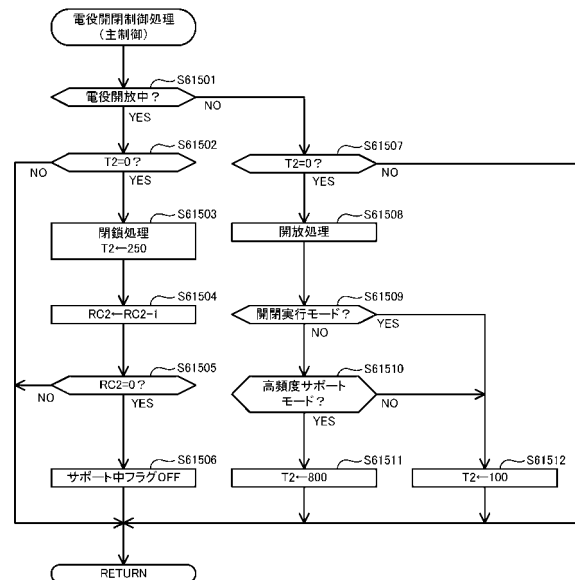 電役開閉制御処理
(主制御)
S61501
電役開放中?
NO
YES
S61502
T2=0?
NO
YES
S61507
T2=0?
NO
YES
S61503
閉鎖処理
T2←250
S61508
開放処理
S61504
RC2←RC2-1
S61509
開閉実行モード?
YES
NO
S61505
RC2=0?
NO
YES
S61510
高頻度サポート
モード?
NO
YES
S61506
サポート中フラグOFF
S61511
T2←800
S61512
T2←100
RETURN